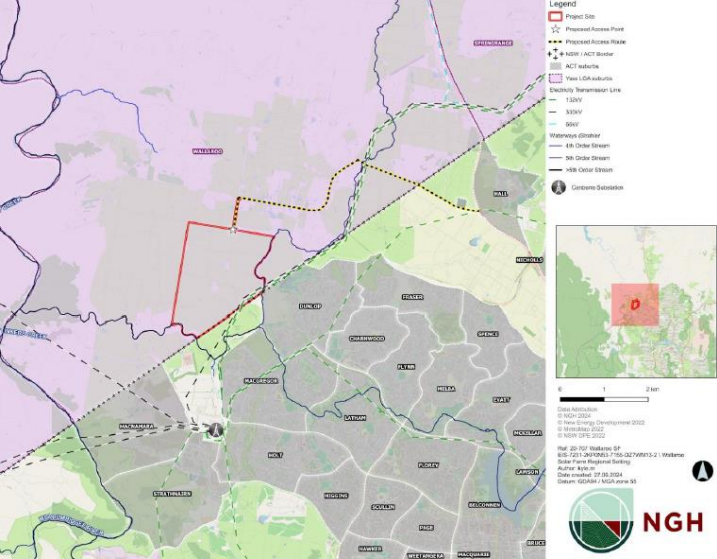 Legend
Project Site
Proposed Access Point
Proposed Access Route
NSW / ACT Border
ACT suburbs
Yass LGA suburbs
Electricity Transmission Line
132kV
330kV
66kV
Waterways
4th Order Stream
5th Order Stream
>5th Order Stream
Canberra Substation
SPRINGRANGE
WALLAROO
HALL
NICHOLLS
FRASER
DUNLOP
SPENCE
CHARNWOOD
FLYNN
MELBA
EVATT
MACGREGOR
LATHAM
MCKELLAR
MACNAMARA
HOLT
FLOREY
LAWSON
STRATHNAIRN
HIGGINS
SCULLIN
BELCONNEN
PAGE
HAWKER
WEETANGERA
MACQUARIE
BRUCE
0 1 2 km
Data Attribution
© NGH 2024
© New Energy Development 2022
© MetroMap 2022
© NSW DPE 2022
Solar Farm Regional Setting
Author: kyle.m
Date created: 27.06.2024
Datum: GDA94 / MGA zone 55
NGH